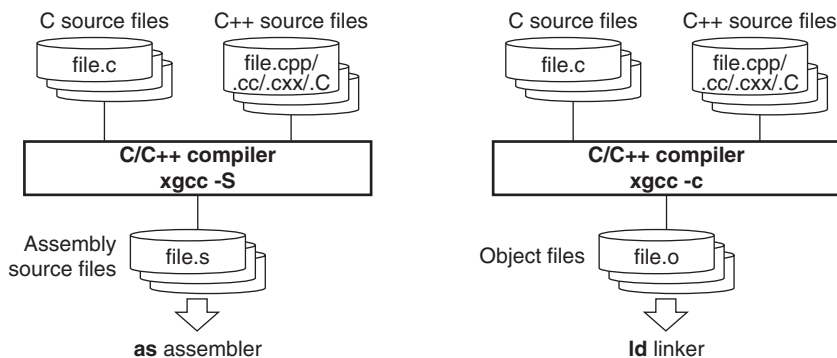 C source files
C++ source files
file.c
file.cpp/
.cc/.cxx/.C
C/C++ compiler
xgcc -S
Assembly
source files
file.s
as assembler
C source files
C++ source files
file.c
file.cpp/
.cc/.cxx/.C
C/C++ compiler
xgcc -c
Object files
file.o
ld linker